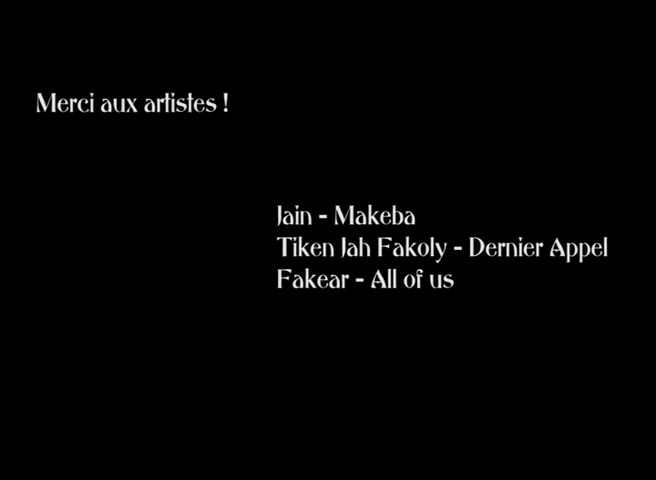 Merci aux artistes !
Jain - Makeba
Tiken Jah Fakoly - Dernier Appel
Fakear - All of us